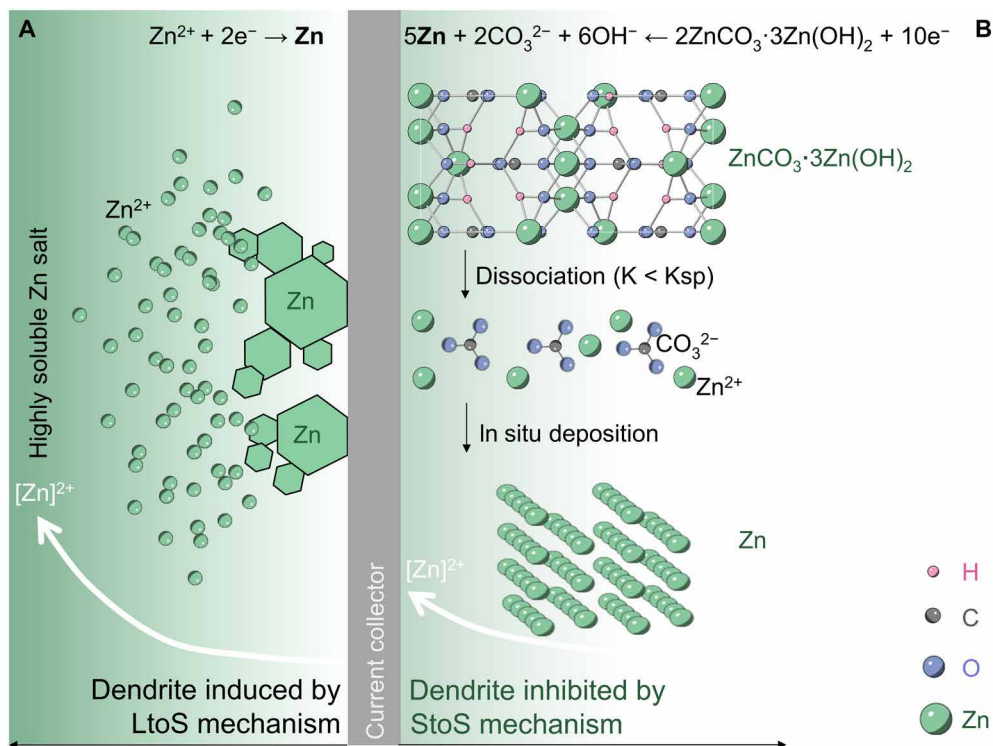 A
Zn²⁺ + 2e⁻ → Zn
Highly soluble Zn salt
Zn²⁺
Zn
Zn
[Zn]²⁺
Dendrite induced by
LtoS mechanism
Current collector
5Zn + 2CO₃²⁻ + 6OH⁻ ← 2ZnCO₃·3Zn(OH)₂ + 10e⁻
B
ZnCO₃·3Zn(OH)₂
Dissociation (K < Ksp)
CO₃²⁻
Zn²⁺
In situ deposition
Zn
[Zn]²⁺
Dendrite inhibited by
StoS mechanism
H
C
O
Zn